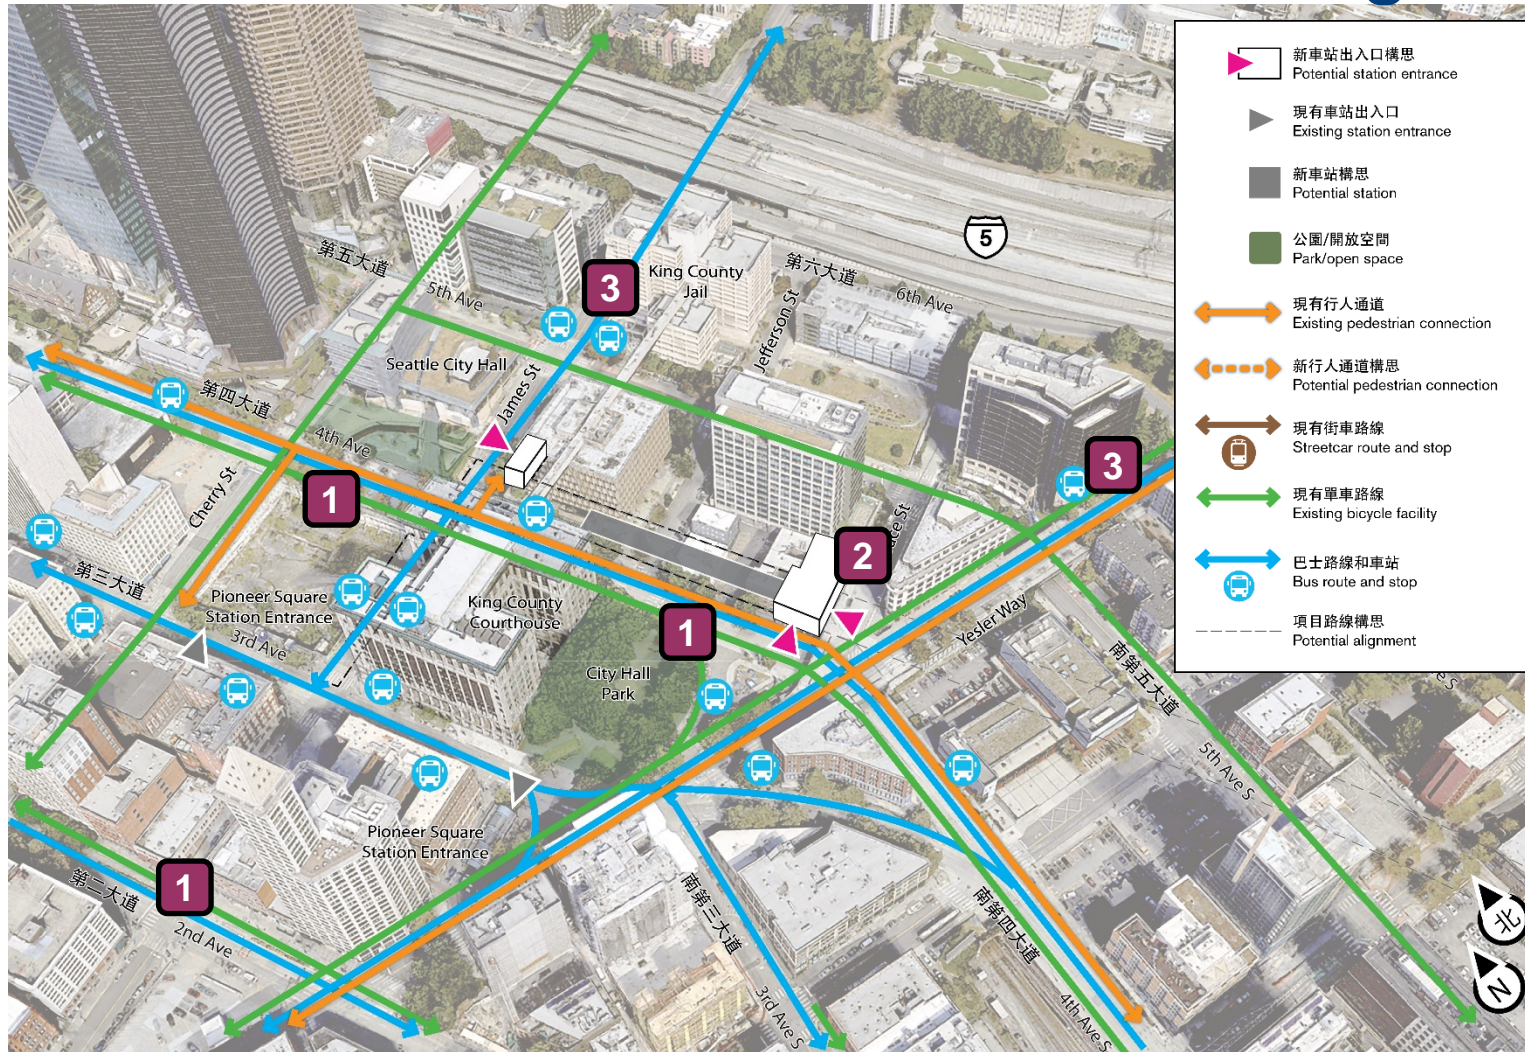 新車站出入口構思
Potential station entrance
現有車站出入口
Existing station entrance
新車站構思
Potential station
公園/開放空間
Park/open space
現有行人通道
Existing pedestrian connection
新行人通道構思
Potential pedestrian connection
現有街車路線
Streetcar route and stop
現有單車路線
Existing bicycle facility
巴士路線和車站
Bus route and stop
項目路線構思
Potential alignment
5
第五大道
5th Ave
3
King County
Jail
第六大道
6th Ave
Jefferson St
Seattle City Hall
James St
第四大道
4th Ave
Cherry St
1
3
2
ace St
第三大道
3rd Ave
Pioneer Square
Station Entrance
King County
Courthouse
1
City Hall
Park
Yesler Way
南第五大道
5th Ave S
e S
Pioneer Square
Station Entrance
1
第二大道
2nd Ave
南第三大道
3rd Ave S
南第四大道
4th Ave S
北
N